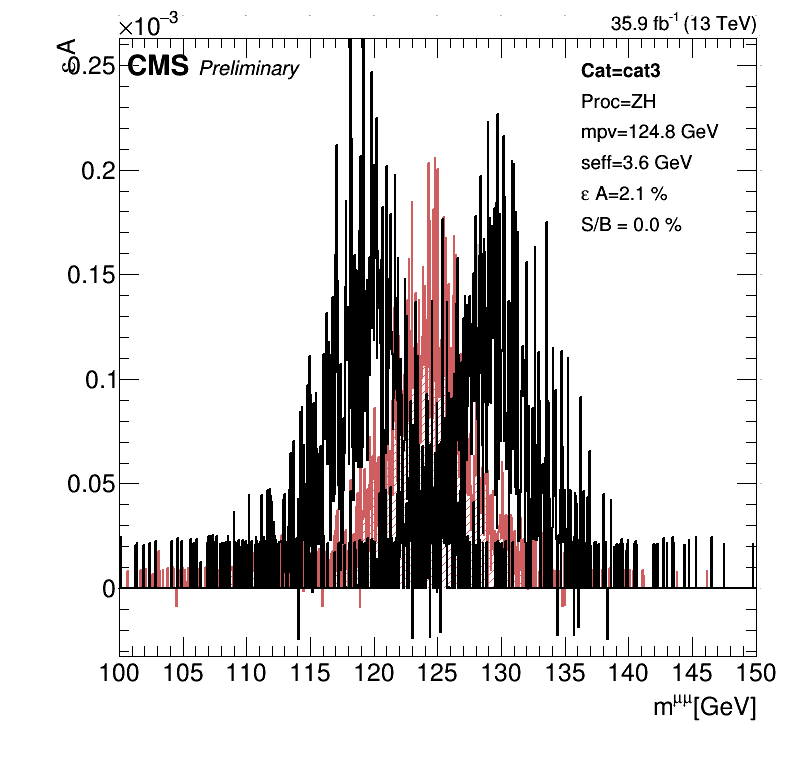 ×10⁻³
35.9 fb⁻¹ (13 TeV)
ε A
CMS Preliminary
Cat=cat3
Proc=ZH
mpv=124.8 GeV
seff=3.6 GeV
ε A=2.1 %
S/B = 0.0 %
0.25
0.2
0.15
0.1
0.05
0
100 105 110 115 120 125 130 135 140 145 150
m^μμ[GeV]